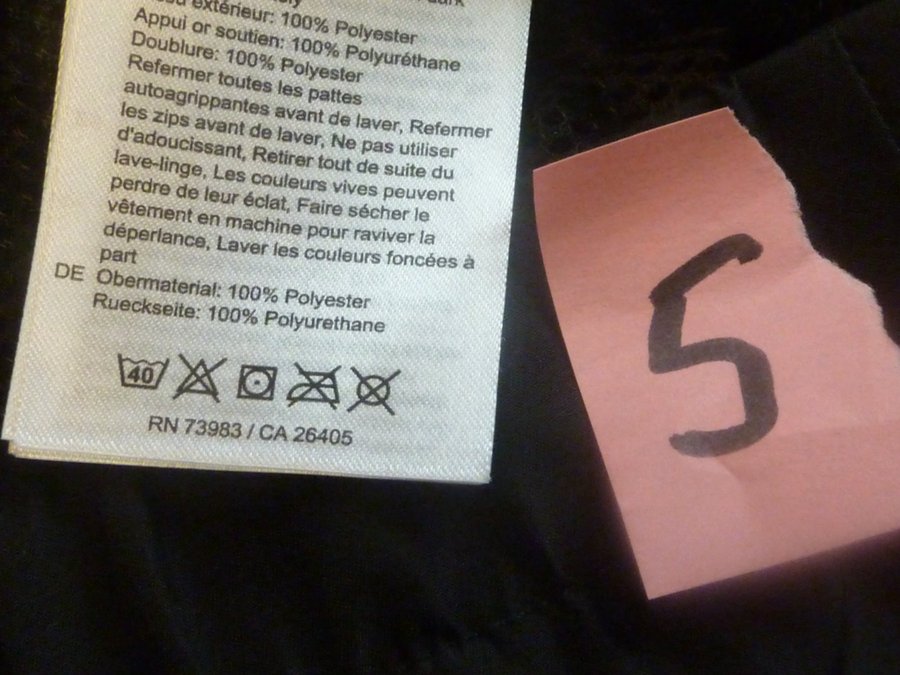 extérieur: 100% Polyester
Appui or soutien: 100% Polyuréthane
Doublure: 100% Polyester
Refermer toutes les pattes
autoagrippantes avant de laver, Refermer
les zips avant de laver, Ne pas utiliser
d'adoucissant, Retirer tout de suite du
lave-linge, Les couleurs vives peuvent
perdre de leur éclat, Faire sécher le
vêtement en machine pour raviver la
déperlance, Laver les couleurs foncées à
part
DE Obermaterial: 100% Polyester
Rueckseite: 100% Polyurethane
40
RN 73983 / CA 26405
5